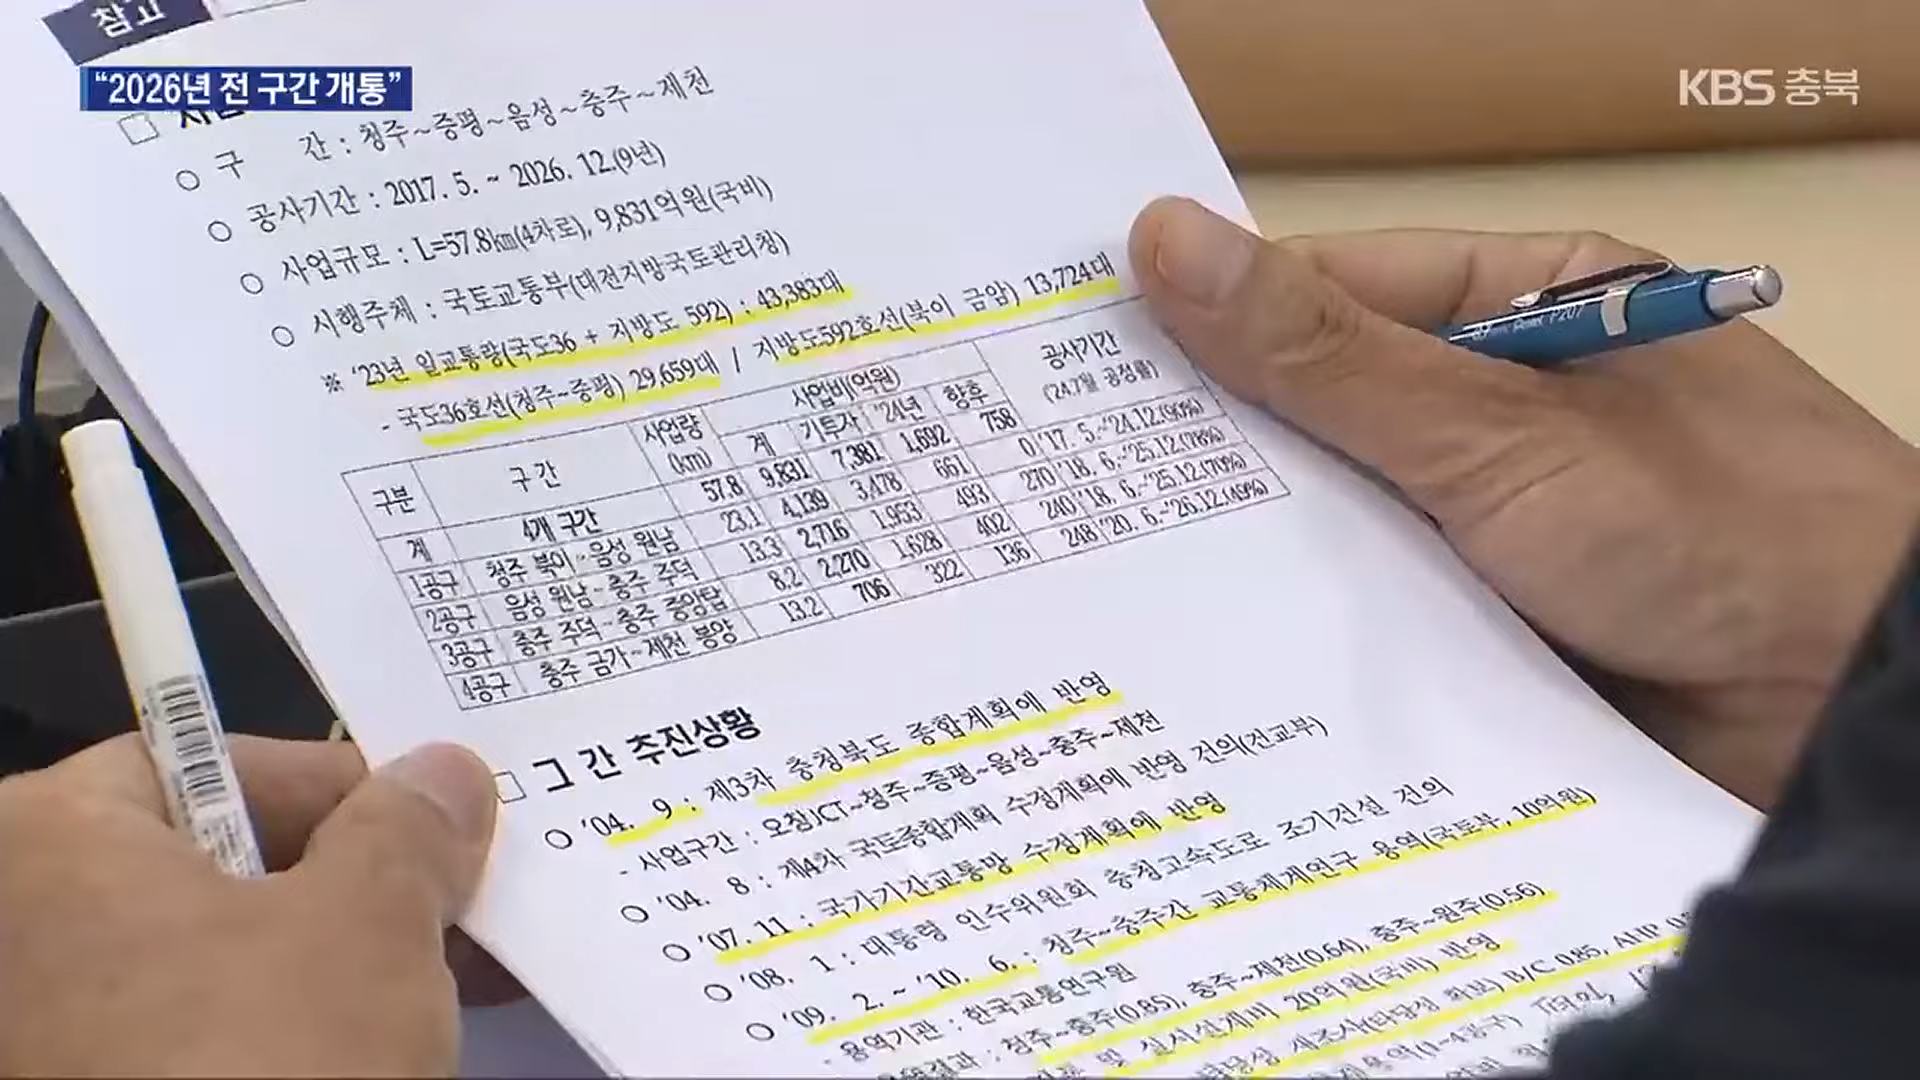 참고
“2026년 전 구간 개통”
KBS 충북
○ 구 간 : 청주~증평~음성~충주~제천
○ 공사기간 : 2017. 5. ~ 2026. 12.(9년)
○ 사업규모 : L=57.8㎞(4차로), 9,831억원(국비)
○ 시행주체 : 국토교통부(대전지방국토관리청)
※ '23년 일교통량(국도36 + 지방도 592) : 43,383대
- 국도36호선(청주~증평) 29,659대 / 지방도592호선(북이 금암) 13,724대
구분 구 간 사업량(km) 사업비(억원) 공사기간('24.7월 공정률)
계 기투자 '24년 향후
계 4개 구간 57.8 9,831 7,381 1,692 758
1공구 청주 북이~음성 원남 23.1 4,139 3,478 661 0 '17. 5.~'24.12.(90%)
2공구 음성 원남~충주 주덕 13.3 2,716 1,953 493 270 '18. 6.~'25.12.(78%)
3공구 충주 주덕~충주 중앙탑 8.2 2,270 1,628 402 240 '18. 6.~'25.12.(70%)
4공구 충주 금가~제천 봉양 13.2 706 322 136 248 '20. 6.~'26.12.(49%)
□ 그 간 추진상황
○ '04. 9 : 제3차 충청북도 종합계획에 반영
- 사업구간 : 오창JCT~청주~증평~음성~충주~제천
○ '04. 8 : 제4차 국토종합계획 수정계획에 반영 건의(건교부)
○ '07. 11 : 국가기간교통망 수정계획에 반영
○ '08. 1 : 대통령 인수위원회 충청고속도로 조기건설 건의
○ '09. 2. ~ '10. 6. : 청주~충주간 교통체계연구 용역(국토부, 10억원)
- 용역기관 : 한국교통연구원
: 청주~충주(0.85), 충주~제천(0.64), 충주~원주(0.56)
및 실시설계비 20억원(국비) 반영
B/C 0.85, AHP
Pentel P207